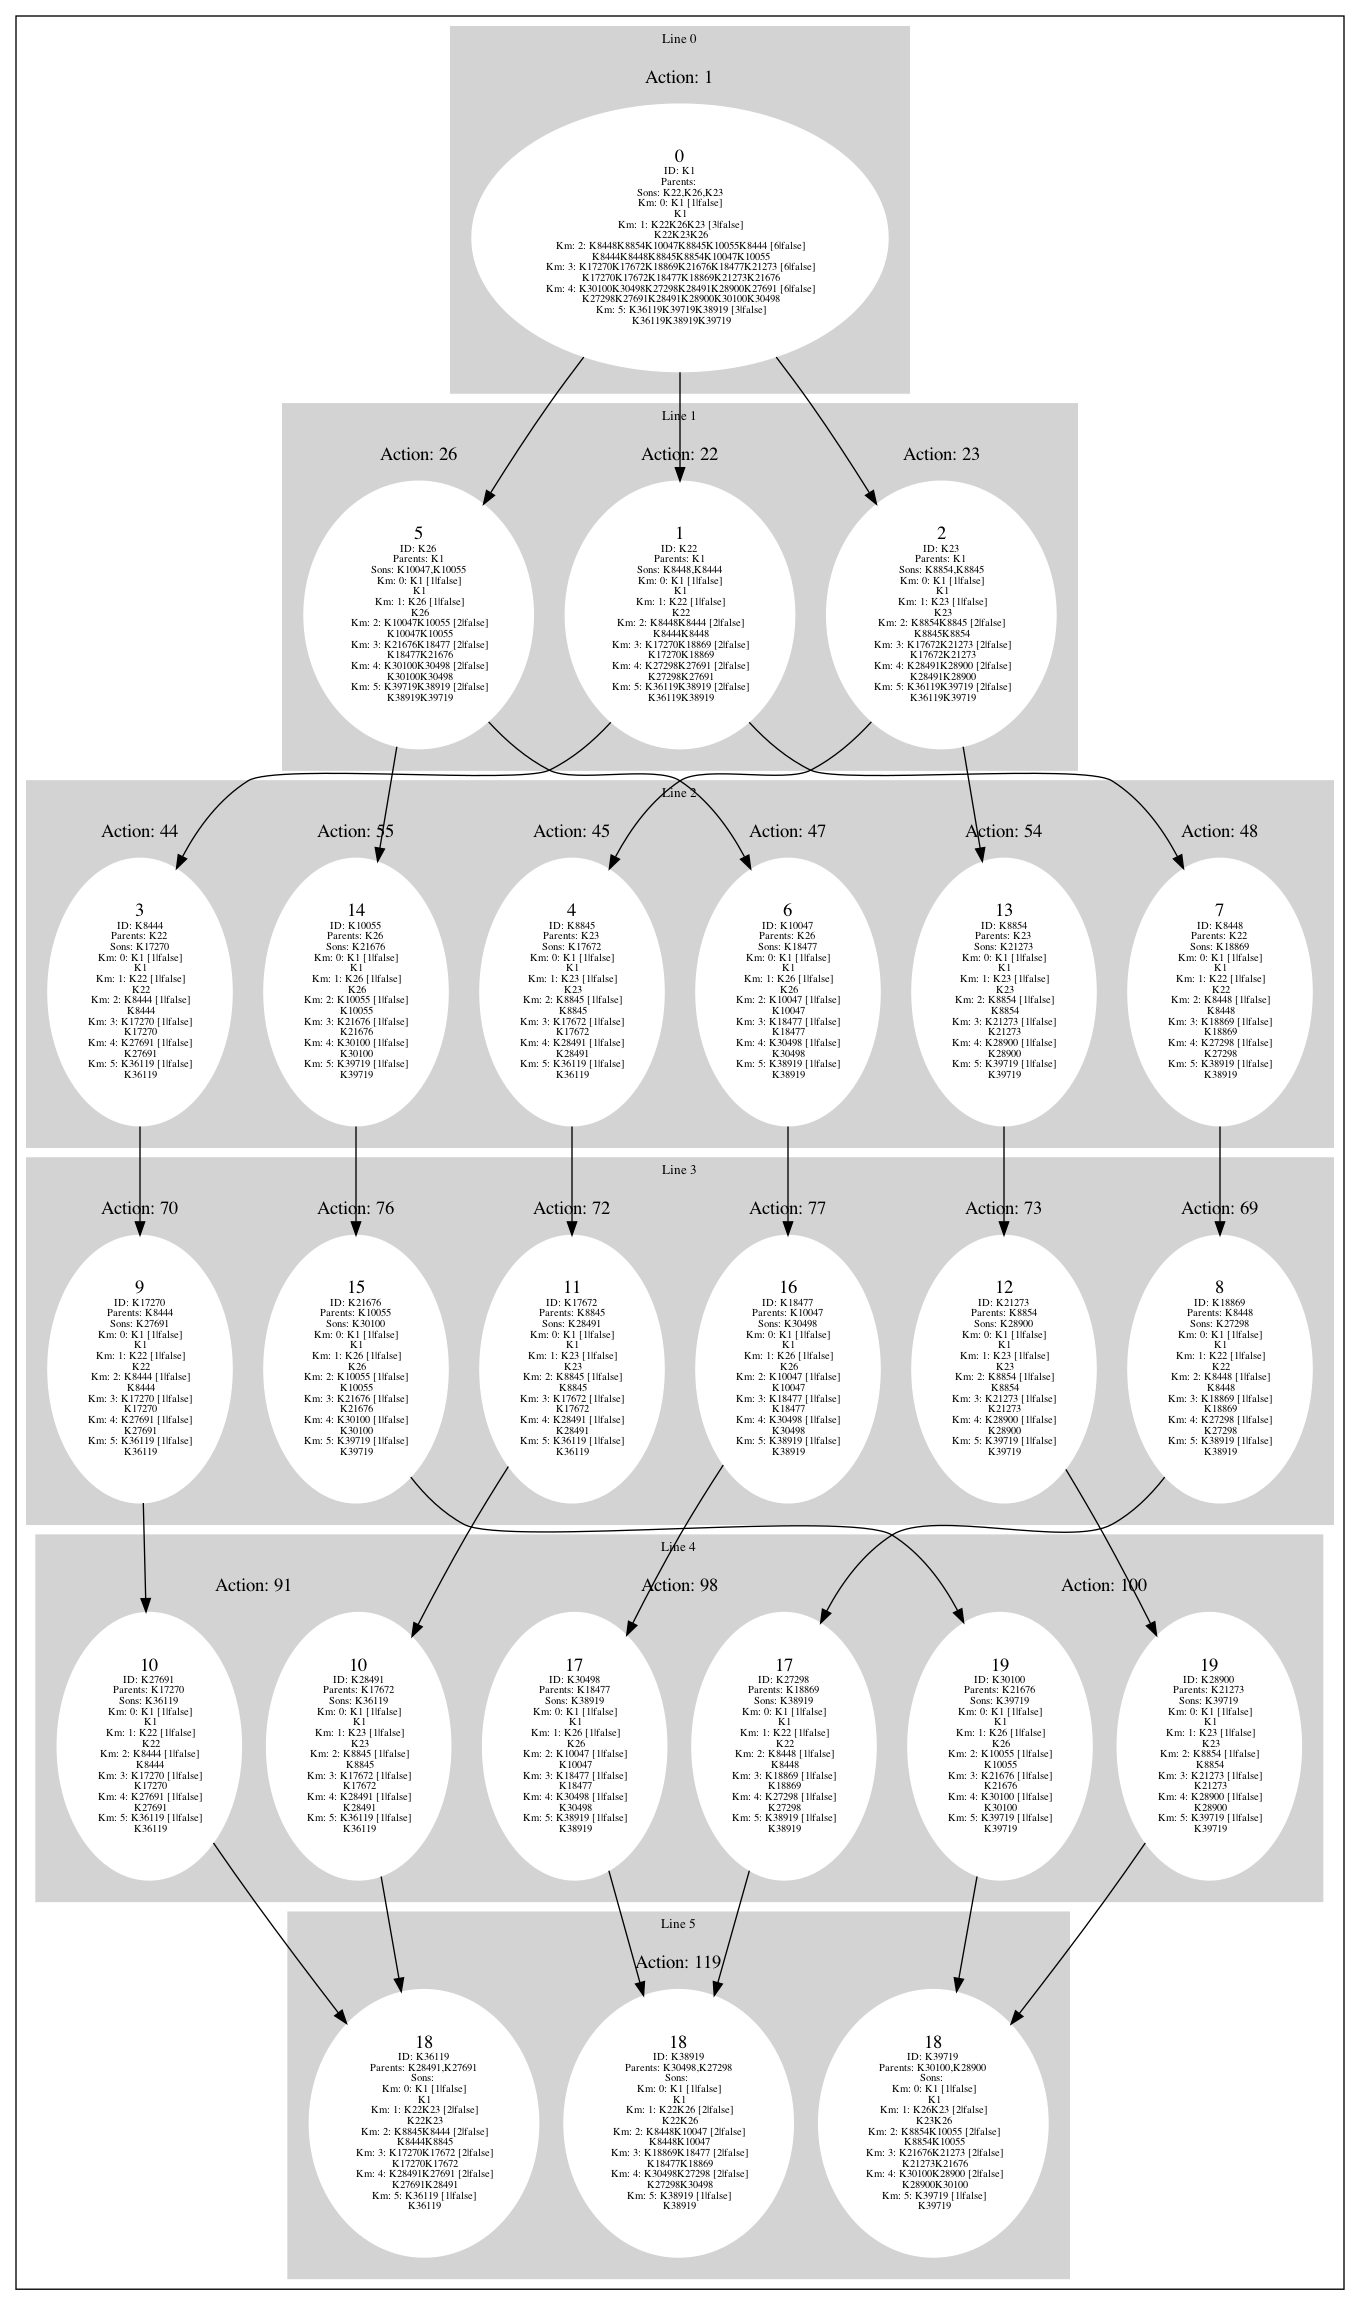 Line 0
Action: 1
0
ID: K1
Parents:
Sons: K22,K26,K23
Km: 0: K1 [1|false]
K1
Km: 1: K22K26K23 [3|false]
K22K23K26
Km: 2: K8448K8854K10047K8845K10055K8444 [6|false]
K8444K8448K8845K8854K10047K10055
Km: 3: K17270K17672K18869K21676K18477K21273 [6|false]
K17270K17672K18477K18869K21273K21676
Km: 4: K30100K30498K27298K28491K28900K27691 [6|false]
K27298K27691K28491K28900K30100K30498
Km: 5: K36119K39719K38919 [3|false]
K36119K38919K39719
Line 1
Action: 26
5
ID: K26
Parents: K1
Sons: K10047,K10055
Km: 0: K1 [1|false]
K1
Km: 1: K26 [1|false]
K26
Km: 2: K10047K10055 [2|false]
K10047K10055
Km: 3: K21676K18477 [2|false]
K18477K21676
Km: 4: K30100K30498 [2|false]
K30100K30498
Km: 5: K39719K38919 [2|false]
K38919K39719
Action: 22
1
ID: K22
Parents: K1
Sons: K8448,K8444
Km: 0: K1 [1|false]
K1
Km: 1: K22 [1|false]
K22
Km: 2: K8448K8444 [2|false]
K8444K8448
Km: 3: K17270K18869 [2|false]
K17270K18869
Km: 4: K27298K27691 [2|false]
K27298K27691
Km: 5: K36119K38919 [2|false]
K36119K38919
Action: 23
2
ID: K23
Parents: K1
Sons: K8854,K8845
Km: 0: K1 [1|false]
K1
Km: 1: K23 [1|false]
K23
Km: 2: K8854K8845 [2|false]
K8845K8854
Km: 3: K17672K21273 [2|false]
K17672K21273
Km: 4: K28491K28900 [2|false]
K28491K28900
Km: 5: K36119K39719 [2|false]
K36119K39719
Line 2
Action: 44
3
ID: K8444
Parents: K22
Sons: K17270
Km: 0: K1 [1|false]
K1
Km: 1: K22 [1|false]
K22
Km: 2: K8444 [1|false]
K8444
Km: 3: K17270 [1|false]
K17270
Km: 4: K27691 [1|false]
K27691
Km: 5: K36119 [1|false]
K36119
Action: 55
14
ID: K10055
Parents: K26
Sons: K21676
Km: 0: K1 [1|false]
K1
Km: 1: K26 [1|false]
K26
Km: 2: K10055 [1|false]
K10055
Km: 3: K21676 [1|false]
K21676
Km: 4: K30100 [1|false]
K30100
Km: 5: K39719 [1|false]
K39719
Action: 45
4
ID: K8845
Parents: K23
Sons: K17672
Km: 0: K1 [1|false]
K1
Km: 1: K23 [1|false]
K23
Km: 2: K8845 [1|false]
K8845
Km: 3: K17672 [1|false]
K17672
Km: 4: K28491 [1|false]
K28491
Km: 5: K36119 [1|false]
K36119
Action: 47
6
ID: K10047
Parents: K26
Sons: K18477
Km: 0: K1 [1|false]
K1
Km: 1: K26 [1|false]
K26
Km: 2: K10047 [1|false]
K10047
Km: 3: K18477 [1|false]
K18477
Km: 4: K30498 [1|false]
K30498
Km: 5: K38919 [1|false]
K38919
Action: 54
13
ID: K8854
Parents: K23
Sons: K21273
Km: 0: K1 [1|false]
K1
Km: 1: K23 [1|false]
K23
Km: 2: K8854 [1|false]
K8854
Km: 3: K21273 [1|false]
K21273
Km: 4: K28900 [1|false]
K28900
Km: 5: K39719 [1|false]
K39719
Action: 48
7
ID: K8448
Parents: K22
Sons: K18869
Km: 0: K1 [1|false]
K1
Km: 1: K22 [1|false]
K22
Km: 2: K8448 [1|false]
K8448
Km: 3: K18869 [1|false]
K18869
Km: 4: K27298 [1|false]
K27298
Km: 5: K38919 [1|false]
K38919
Line 3
Action: 70
9
ID: K17270
Parents: K8444
Sons: K27691
Km: 0: K1 [1|false]
K1
Km: 1: K22 [1|false]
K22
Km: 2: K8444 [1|false]
K8444
Km: 3: K17270 [1|false]
K17270
Km: 4: K27691 [1|false]
K27691
Km: 5: K36119 [1|false]
K36119
Action: 76
15
ID: K21676
Parents: K10055
Sons: K30100
Km: 0: K1 [1|false]
K1
Km: 1: K26 [1|false]
K26
Km: 2: K10055 [1|false]
K10055
Km: 3: K21676 [1|false]
K21676
Km: 4: K30100 [1|false]
K30100
Km: 5: K39719 [1|false]
K39719
Action: 72
11
ID: K17672
Parents: K8845
Sons: K28491
Km: 0: K1 [1|false]
K1
Km: 1: K23 [1|false]
K23
Km: 2: K8845 [1|false]
K8845
Km: 3: K17672 [1|false]
K17672
Km: 4: K28491 [1|false]
K28491
Km: 5: K36119 [1|false]
K36119
Action: 77
16
ID: K18477
Parents: K10047
Sons: K30498
Km: 0: K1 [1|false]
K1
Km: 1: K26 [1|false]
K26
Km: 2: K10047 [1|false]
K10047
Km: 3: K18477 [1|false]
K18477
Km: 4: K30498 [1|false]
K30498
Km: 5: K38919 [1|false]
K38919
Action: 73
12
ID: K21273
Parents: K8854
Sons: K28900
Km: 0: K1 [1|false]
K1
Km: 1: K23 [1|false]
K23
Km: 2: K8854 [1|false]
K8854
Km: 3: K21273 [1|false]
K21273
Km: 4: K28900 [1|false]
K28900
Km: 5: K39719 [1|false]
K39719
Action: 69
8
ID: K18869
Parents: K8448
Sons: K27298
Km: 0: K1 [1|false]
K1
Km: 1: K22 [1|false]
K22
Km: 2: K8448 [1|false]
K8448
Km: 3: K18869 [1|false]
K18869
Km: 4: K27298 [1|false]
K27298
Km: 5: K38919 [1|false]
K38919
Line 4
Action: 91
10
ID: K27691
Parents: K17270
Sons: K36119
Km: 0: K1 [1|false]
K1
Km: 1: K22 [1|false]
K22
Km: 2: K8444 [1|false]
K8444
Km: 3: K17270 [1|false]
K17270
Km: 4: K27691 [1|false]
K27691
Km: 5: K36119 [1|false]
K36119
10
ID: K28491
Parents: K17672
Sons: K36119
Km: 0: K1 [1|false]
K1
Km: 1: K23 [1|false]
K23
Km: 2: K8845 [1|false]
K8845
Km: 3: K17672 [1|false]
K17672
Km: 4: K28491 [1|false]
K28491
Km: 5: K36119 [1|false]
K36119
Action: 98
17
ID: K30498
Parents: K18477
Sons: K38919
Km: 0: K1 [1|false]
K1
Km: 1: K26 [1|false]
K26
Km: 2: K10047 [1|false]
K10047
Km: 3: K18477 [1|false]
K18477
Km: 4: K30498 [1|false]
K30498
Km: 5: K38919 [1|false]
K38919
17
ID: K27298
Parents: K18869
Sons: K38919
Km: 0: K1 [1|false]
K1
Km: 1: K22 [1|false]
K22
Km: 2: K8448 [1|false]
K8448
Km: 3: K18869 [1|false]
K18869
Km: 4: K27298 [1|false]
K27298
Km: 5: K38919 [1|false]
K38919
Action: 100
19
ID: K30100
Parents: K21676
Sons: K39719
Km: 0: K1 [1|false]
K1
Km: 1: K26 [1|false]
K26
Km: 2: K10055 [1|false]
K10055
Km: 3: K21676 [1|false]
K21676
Km: 4: K30100 [1|false]
K30100
Km: 5: K39719 [1|false]
K39719
19
ID: K28900
Parents: K21273
Sons: K39719
Km: 0: K1 [1|false]
K1
Km: 1: K23 [1|false]
K23
Km: 2: K8854 [1|false]
K8854
Km: 3: K21273 [1|false]
K21273
Km: 4: K28900 [1|false]
K28900
Km: 5: K39719 [1|false]
K39719
Line 5
Action: 119
18
ID: K36119
Parents: K28491,K27691
Sons:
Km: 0: K1 [1|false]
K1
Km: 1: K22K23 [2|false]
K22K23
Km: 2: K8845K8444 [2|false]
K8444K8845
Km: 3: K17270K17672 [2|false]
K17270K17672
Km: 4: K28491K27691 [2|false]
K27691K28491
Km: 5: K36119 [1|false]
K36119
18
ID: K38919
Parents: K30498,K27298
Sons:
Km: 0: K1 [1|false]
K1
Km: 1: K22K26 [2|false]
K22K26
Km: 2: K8448K10047 [2|false]
K8448K10047
Km: 3: K18869K18477 [2|false]
K18477K18869
Km: 4: K30498K27298 [2|false]
K27298K30498
Km: 5: K38919 [1|false]
K38919
18
ID: K39719
Parents: K30100,K28900
Sons:
Km: 0: K1 [1|false]
K1
Km: 1: K26K23 [2|false]
K23K26
Km: 2: K8854K10055 [2|false]
K8854K10055
Km: 3: K21676K21273 [2|false]
K21273K21676
Km: 4: K30100K28900 [2|false]
K28900K30100
Km: 5: K39719 [1|false]
K39719